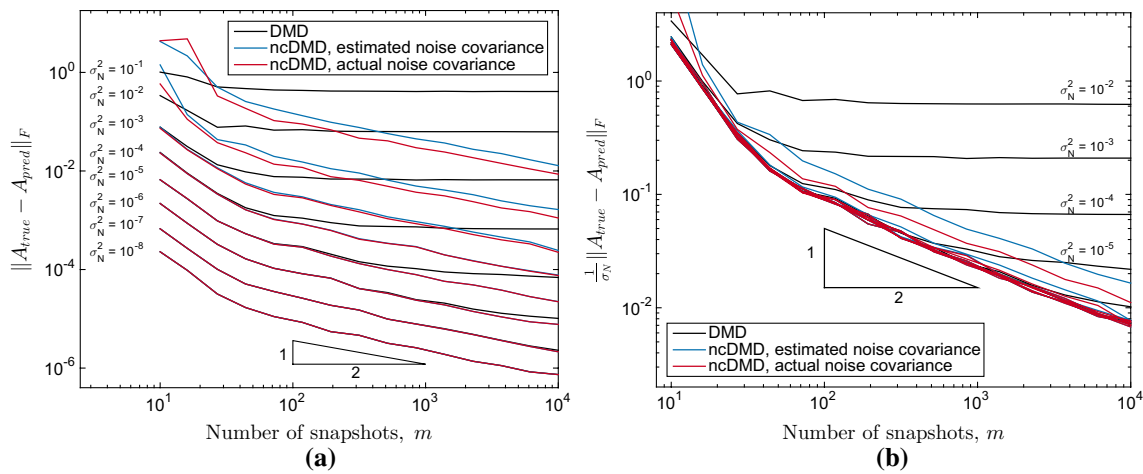 DMD
ncDMD, estimated noise covariance
ncDMD, actual noise covariance
10^0
10^-2
10^-4
10^-6
‖A_true − A_pred‖_F
σ_N^2 = 10^-1
σ_N^2 = 10^-2
σ_N^2 = 10^-3
σ_N^2 = 10^-4
σ_N^2 = 10^-5
σ_N^2 = 10^-6
σ_N^2 = 10^-7
σ_N^2 = 10^-8
1
2
10^1
10^2
10^3
10^4
Number of snapshots, m
(a)
10^0
10^-1
10^-2
1/σ_N ‖A_true − A_pred‖_F
σ_N^2 = 10^-2
σ_N^2 = 10^-3
σ_N^2 = 10^-4
σ_N^2 = 10^-5
1
2
DMD
ncDMD, estimated noise covariance
ncDMD, actual noise covariance
10^1
10^2
10^3
10^4
Number of snapshots, m
(b)